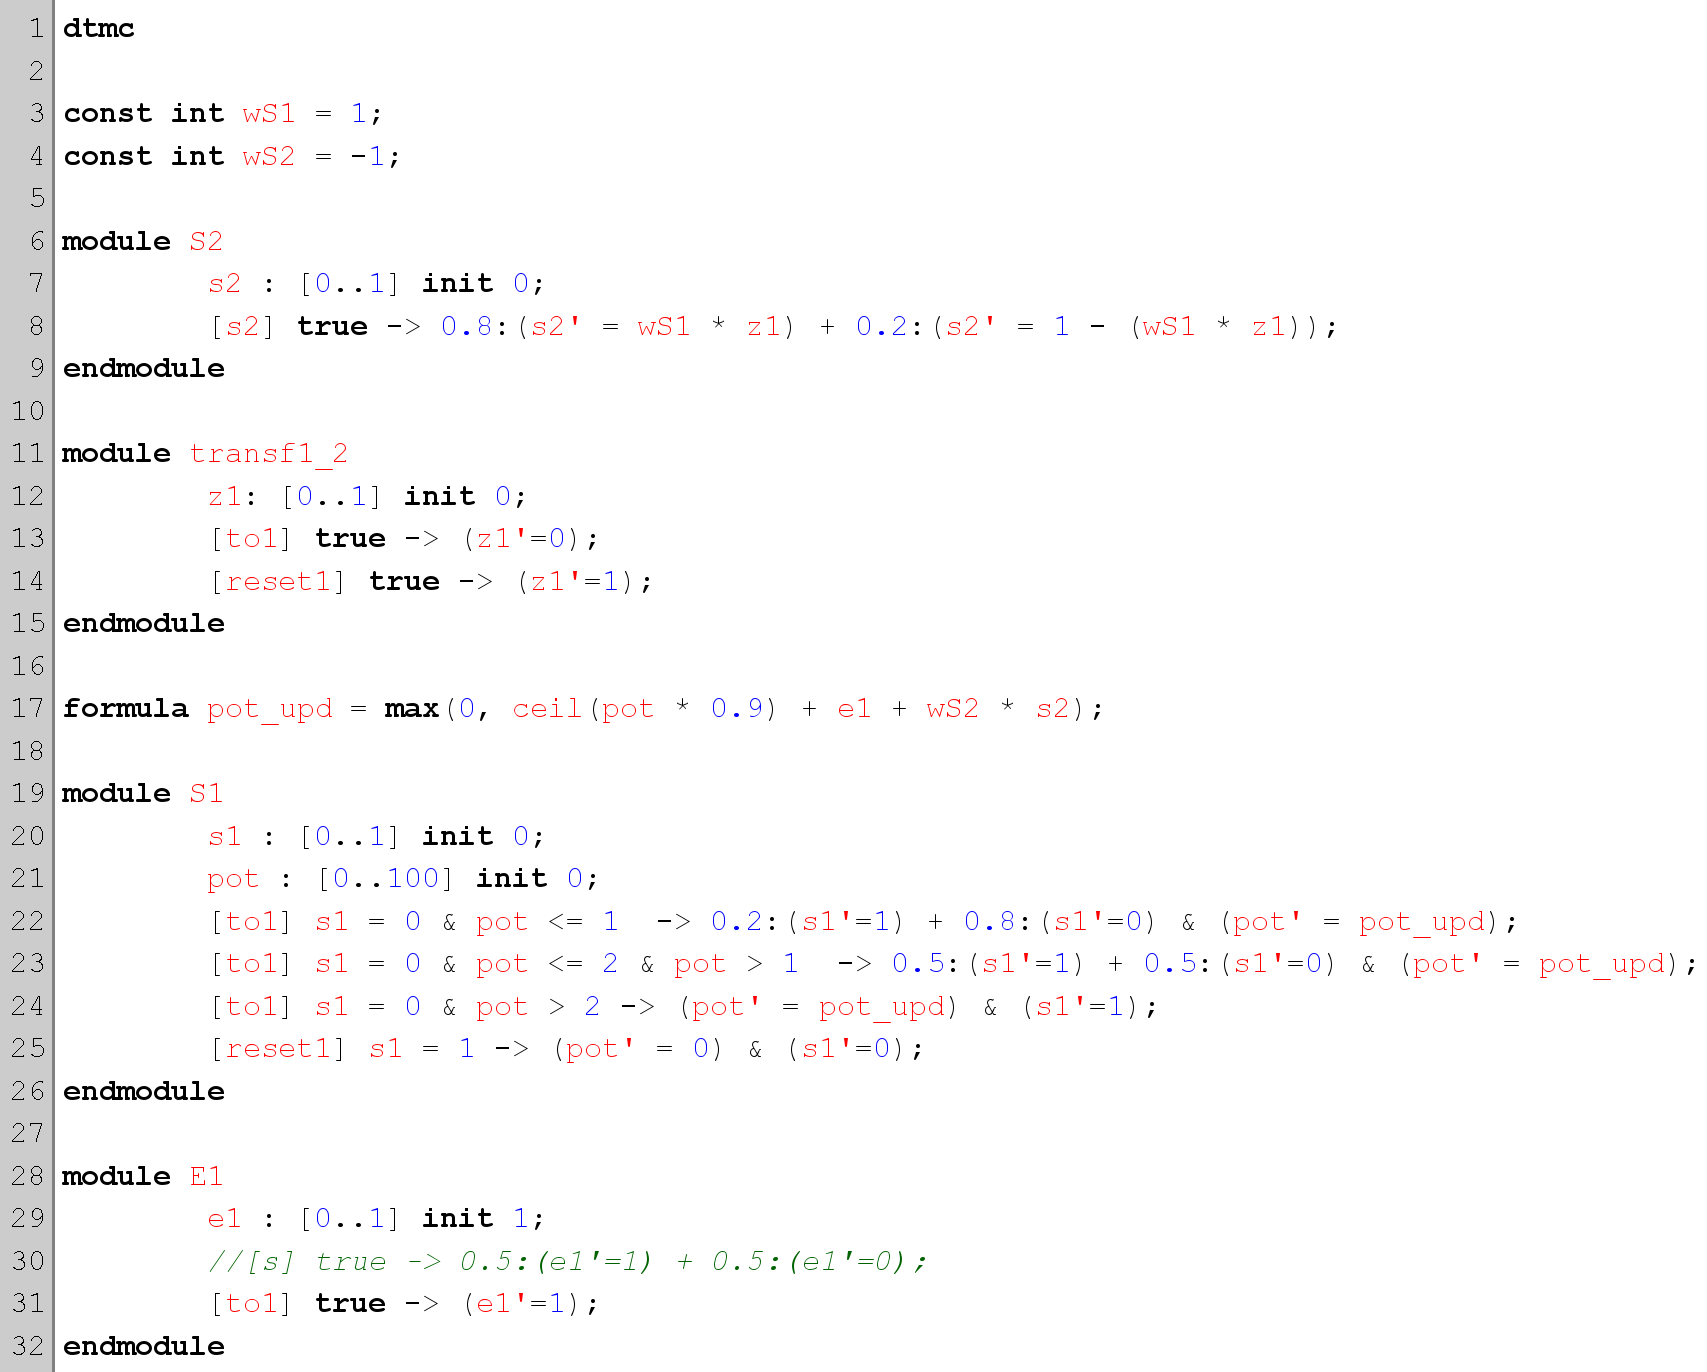 1 dtmc
2
3 const int wS1 = 1;
4 const int wS2 = -1;
5
6 module S2
7         s2 : [0..1] init 0;
8         [s2] true -> 0.8:(s2' = wS1 * z1) + 0.2:(s2' = 1 - (wS1 * z1));
9 endmodule
10
11 module transf1_2
12         z1: [0..1] init 0;
13         [to1] true -> (z1'=0);
14         [reset1] true -> (z1'=1);
15 endmodule
16
17 formula pot_upd = max(0, ceil(pot * 0.9) + e1 + wS2 * s2);
18
19 module S1
20         s1 : [0..1] init 0;
21         pot : [0..100] init 0;
22         [to1] s1 = 0 & pot <= 1  -> 0.2:(s1'=1) + 0.8:(s1'=0) & (pot' = pot_upd);
23         [to1] s1 = 0 & pot <= 2 & pot > 1  -> 0.5:(s1'=1) + 0.5:(s1'=0) & (pot' = pot_upd);
24         [to1] s1 = 0 & pot > 2 -> (pot' = pot_upd) & (s1'=1);
25         [reset1] s1 = 1 -> (pot' = 0) & (s1'=0);
26 endmodule
27
28 module E1
29         e1 : [0..1] init 1;
30         //[s] true -> 0.5:(e1'=1) + 0.5:(e1'=0);
31         [to1] true -> (e1'=1);
32 endmodule